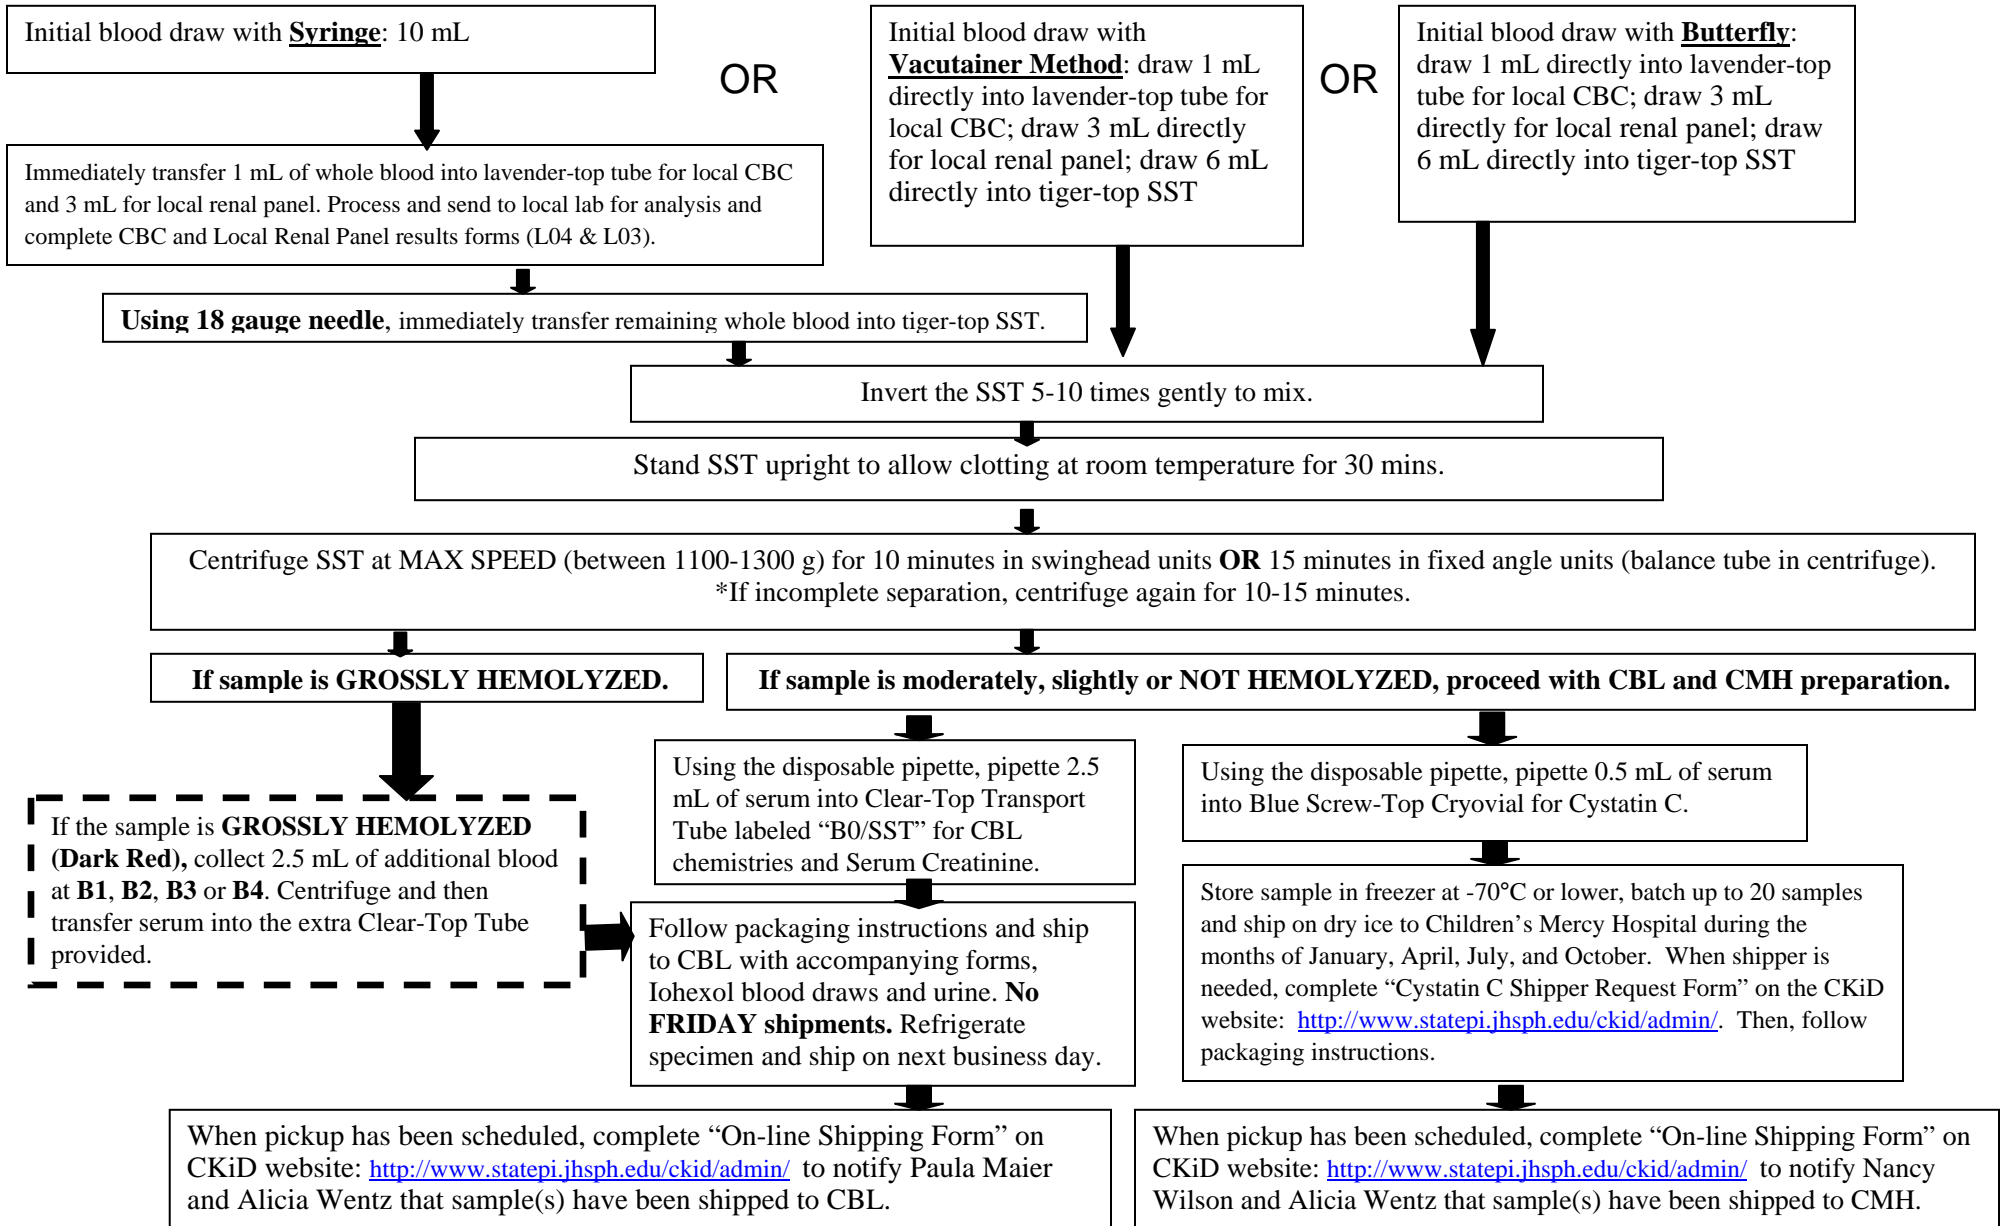 Initial blood draw with Syringe: 10 mL
OR
Initial blood draw with
Vacutainer Method: draw 1 mL
directly into lavender-top tube for
local CBC; draw 3 mL directly
for local renal panel; draw 6 mL
directly into tiger-top SST
OR
Initial blood draw with Butterfly:
draw 1 mL directly into lavender-top
tube for local CBC; draw 3 mL
directly for local renal panel; draw
6 mL directly into tiger-top SST
Immediately transfer 1 mL of whole blood into lavender-top tube for local CBC
and 3 mL for local renal panel. Process and send to local lab for analysis and
complete CBC and Local Renal Panel results forms (L04 & L03).
Using 18 gauge needle, immediately transfer remaining whole blood into tiger-top SST.
Invert the SST 5-10 times gently to mix.
Stand SST upright to allow clotting at room temperature for 30 mins.
Centrifuge SST at MAX SPEED (between 1100-1300 g) for 10 minutes in swinghead units OR 15 minutes in fixed angle units (balance tube in centrifuge).
*If incomplete separation, centrifuge again for 10-15 minutes.
If sample is GROSSLY HEMOLYZED.
If sample is moderately, slightly or NOT HEMOLYZED, proceed with CBL and CMH preparation.
If the sample is GROSSLY HEMOLYZED
(Dark Red), collect 2.5 mL of additional blood
at B1, B2, B3 or B4. Centrifuge and then
transfer serum into the extra Clear-Top Tube
provided.
Using the disposable pipette, pipette 2.5
mL of serum into Clear-Top Transport
Tube labeled “B0/SST” for CBL
chemistries and Serum Creatinine.
Using the disposable pipette, pipette 0.5 mL of serum
into Blue Screw-Top Cryovial for Cystatin C.
Follow packaging instructions and ship
to CBL with accompanying forms,
Iohexol blood draws and urine. No
FRIDAY shipments. Refrigerate
specimen and ship on next business day.
Store sample in freezer at -70°C or lower, batch up to 20 samples
and ship on dry ice to Children’s Mercy Hospital during the
months of January, April, July, and October.  When shipper is
needed, complete “Cystatin C Shipper Request Form” on the CKiD
website:  http://www.statepi.jhsph.edu/ckid/admin/.  Then, follow
packaging instructions.
When pickup has been scheduled, complete “On-line Shipping Form” on
CKiD website: http://www.statepi.jhsph.edu/ckid/admin/  to notify Paula Maier
and Alicia Wentz that sample(s) have been shipped to CBL.
When pickup has been scheduled, complete “On-line Shipping Form” on
CKiD website: http://www.statepi.jhsph.edu/ckid/admin/  to notify Nancy
Wilson and Alicia Wentz that sample(s) have been shipped to CMH.